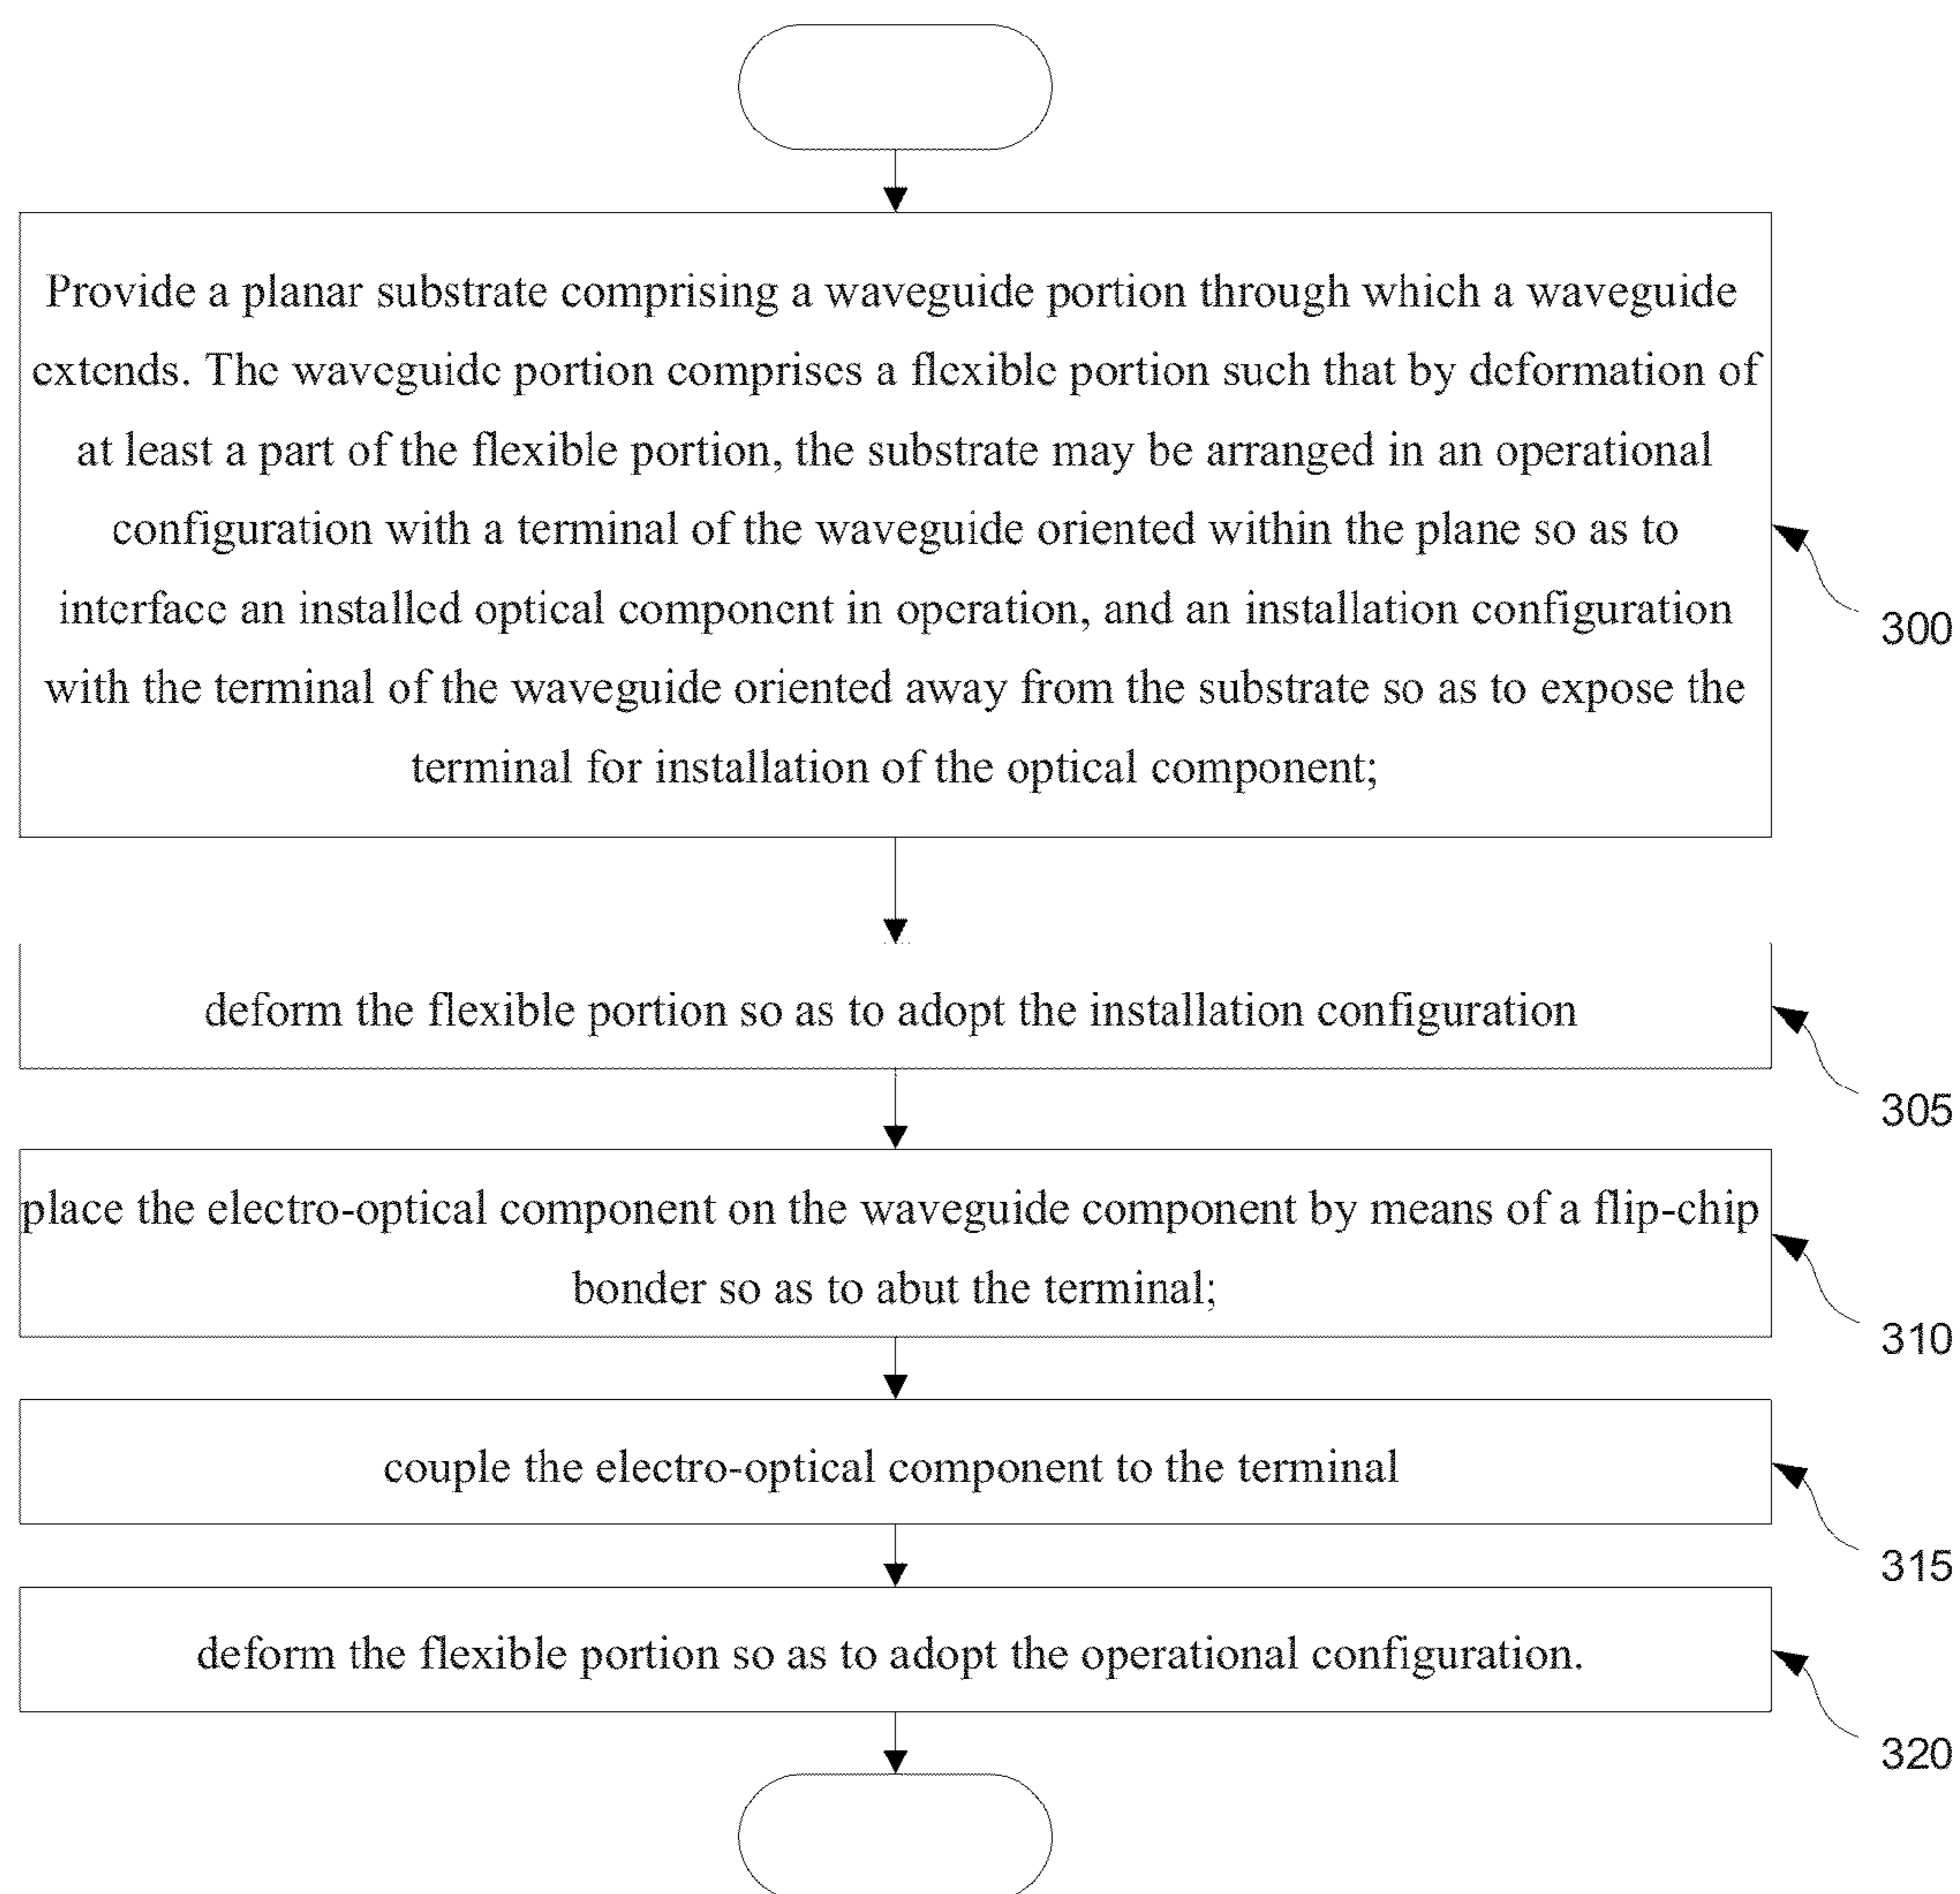 Provide a planar substrate comprising a waveguide portion through which a waveguide
extends. The waveguide portion comprises a flexible portion such that by deformation of
at least a part of the flexible portion, the substrate may be arranged in an operational
configuration with a terminal of the waveguide oriented within the plane so as to
interface an installed optical component in operation, and an installation configuration
with the terminal of the waveguide oriented away from the substrate so as to expose the
terminal for installation of the optical component;
300
deform the flexible portion so as to adopt the installation configuration
305
place the electro-optical component on the waveguide component by means of a flip-chip
bonder so as to abut the terminal;
310
couple the electro-optical component to the terminal
315
deform the flexible portion so as to adopt the operational configuration.
320